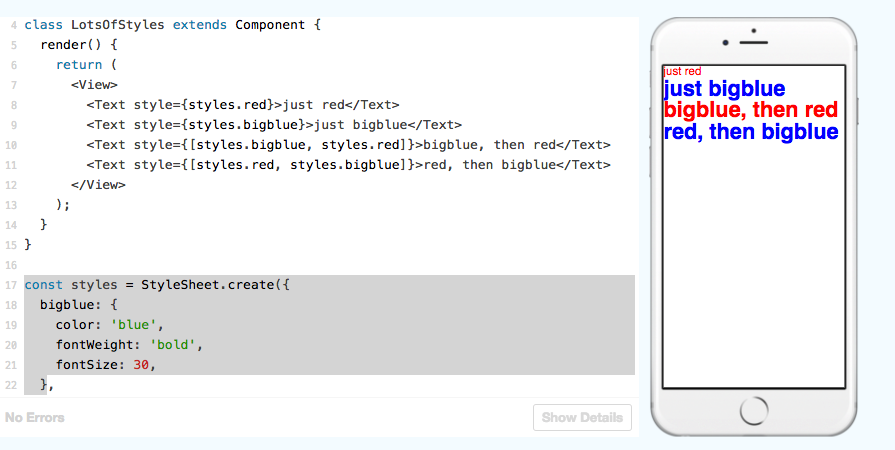 4 class LotsOfStyles extends Component {
5 render() {
6 return (
7 <View>
8 <Text style={styles.red}>just red</Text>
9 <Text style={styles.bigblue}>just bigblue</Text>
10 <Text style={[styles.bigblue, styles.red]}>bigblue, then red</Text>
11 <Text style={[styles.red, styles.bigblue]}>red, then bigblue</Text>
12 </View>
13 );
14 }
15 }
16
17 const styles = StyleSheet.create({
18 bigblue: {
19 color: 'blue',
20 fontWeight: 'bold',
21 fontSize: 30,
22 },
No Errors
Show Details
just red
just bigblue
bigblue, then red
red, then bigblue